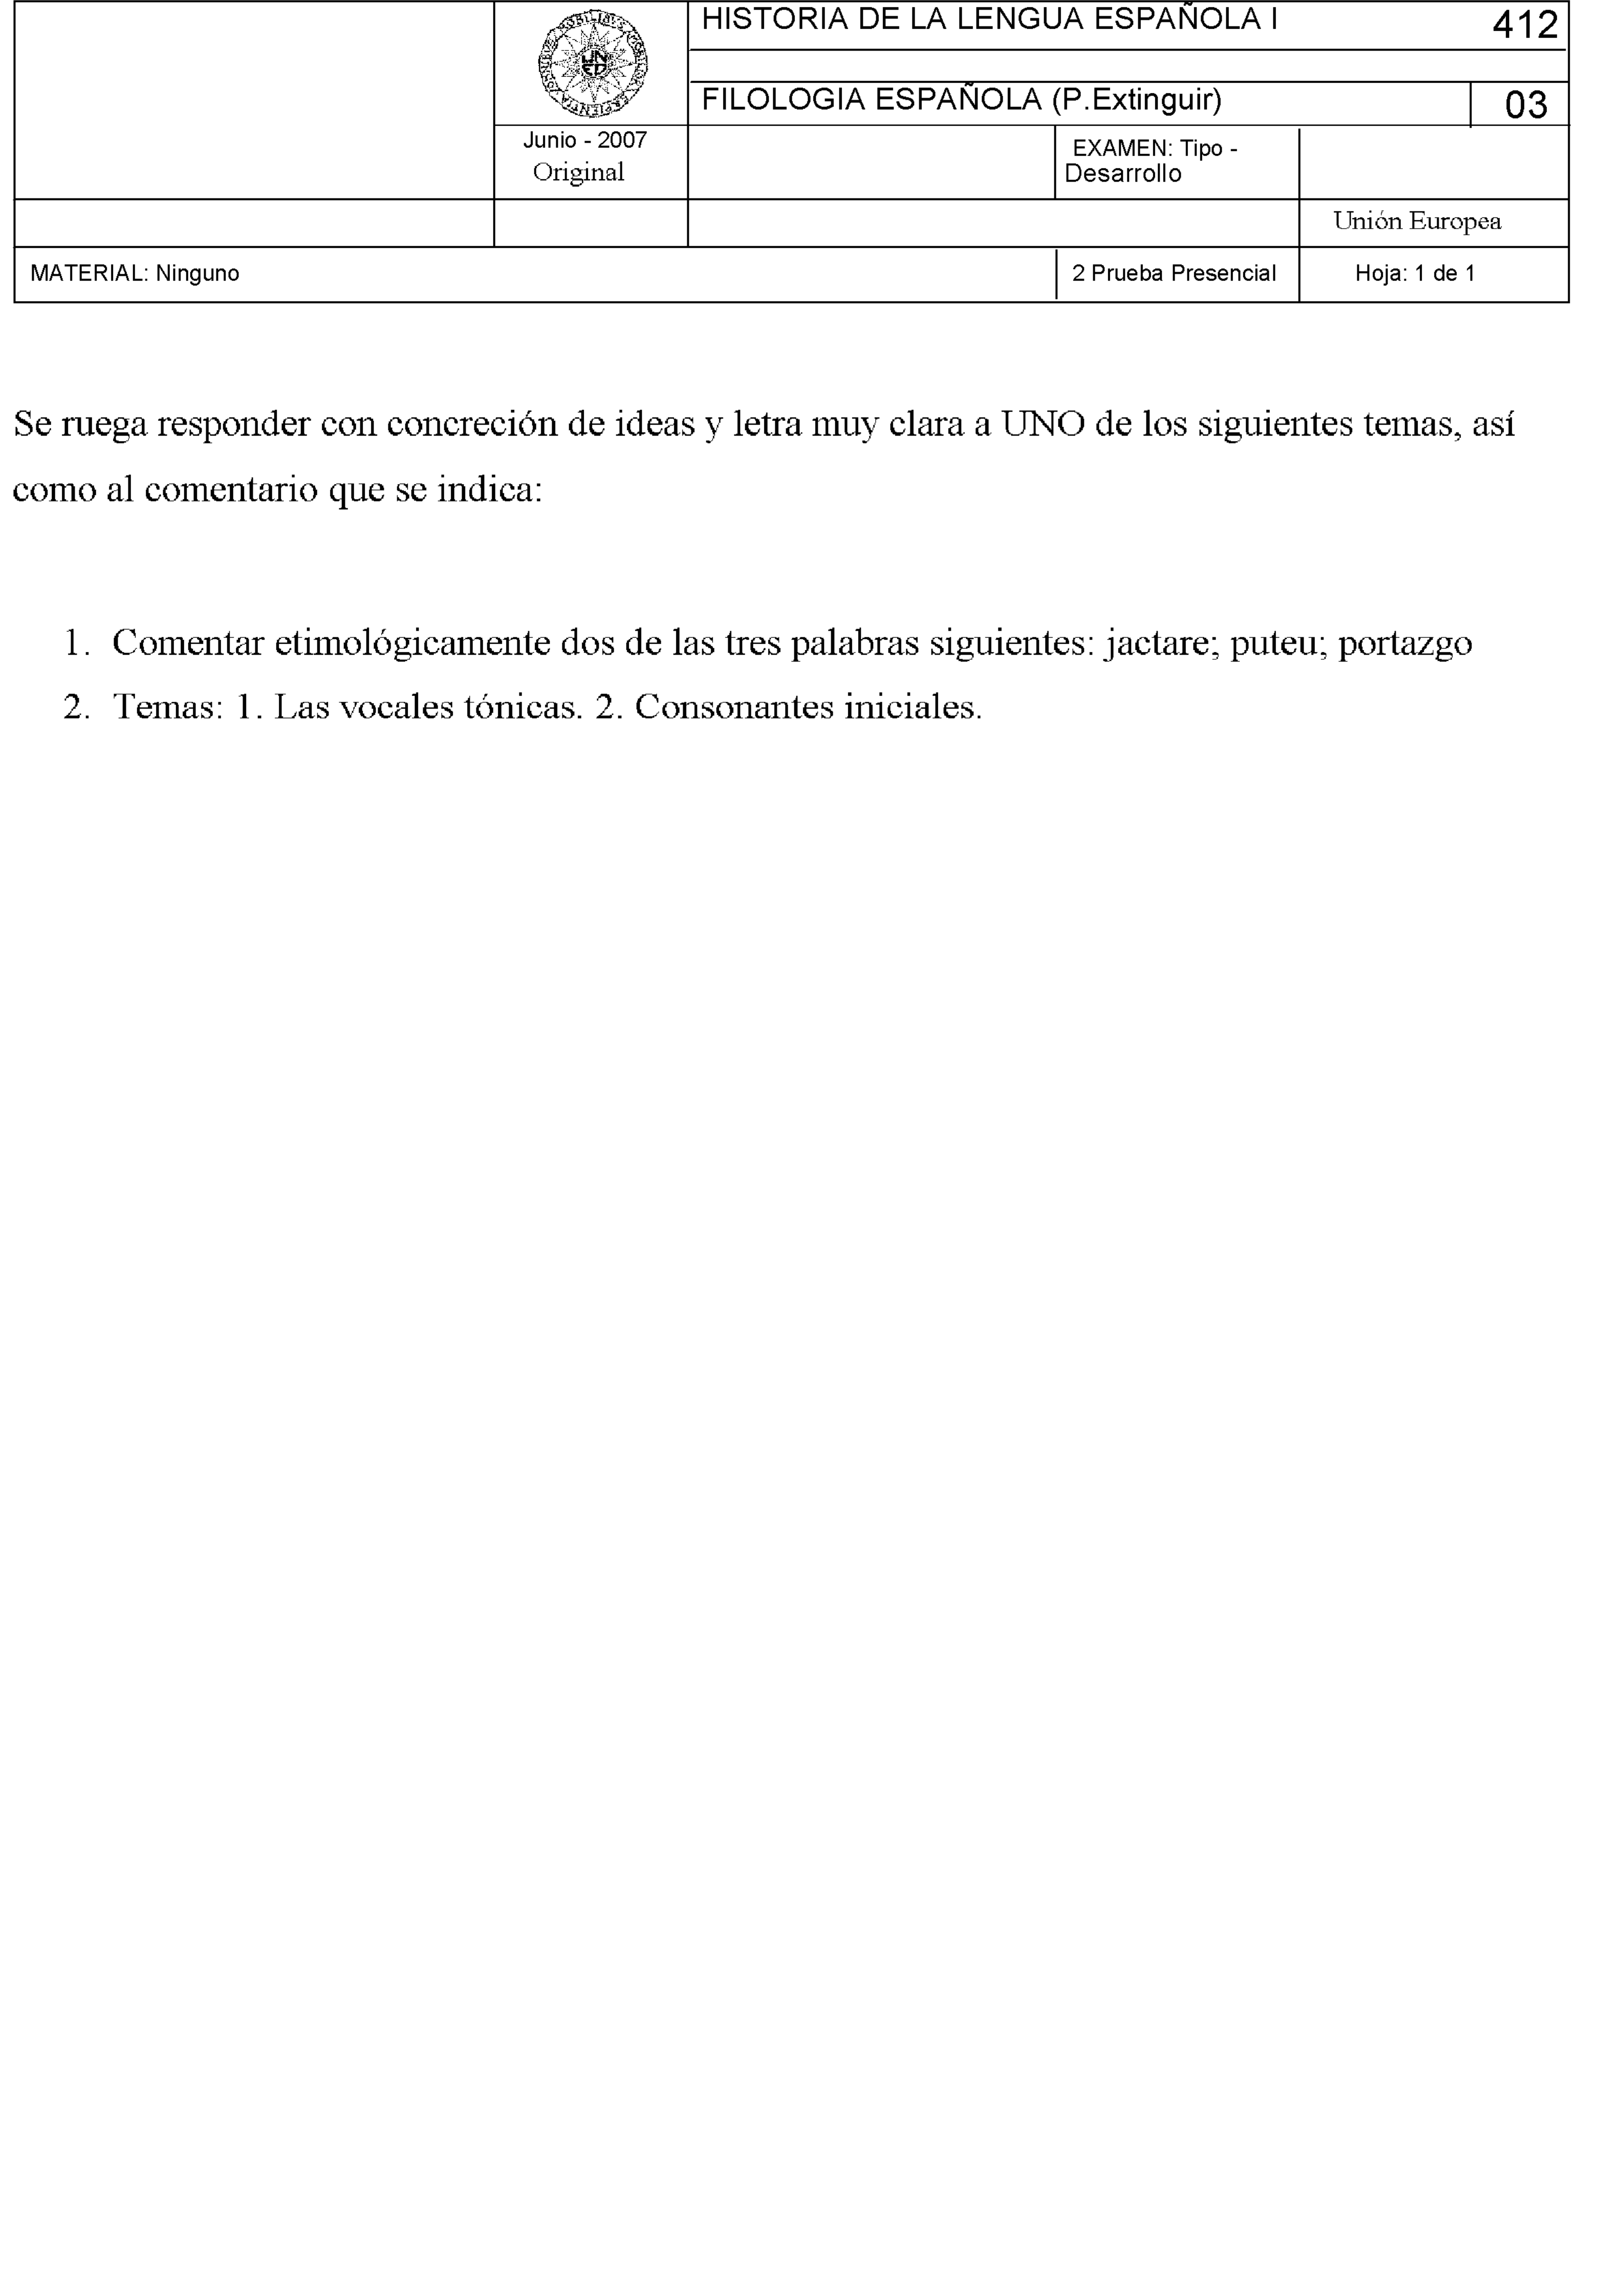 HISTORIA DE LA LENGUA ESPAÑOLA I 412
FILOLOGIA ESPAÑOLA (P.Extinguir) 03
Junio - 2007
Original
EXAMEN: Tipo -
Desarrollo
Unión Europea
MATERIAL: Ninguno 2 Prueba Presencial Hoja: 1 de 1
Se ruega responder con concreción de ideas y letra muy clara a UNO de los siguientes temas, así
como al comentario que se indica:
1. Comentar etimológicamente dos de las tres palabras siguientes: jactare; puteu; portazgo
2. Temas: 1. Las vocales tónicas. 2. Consonantes iniciales.